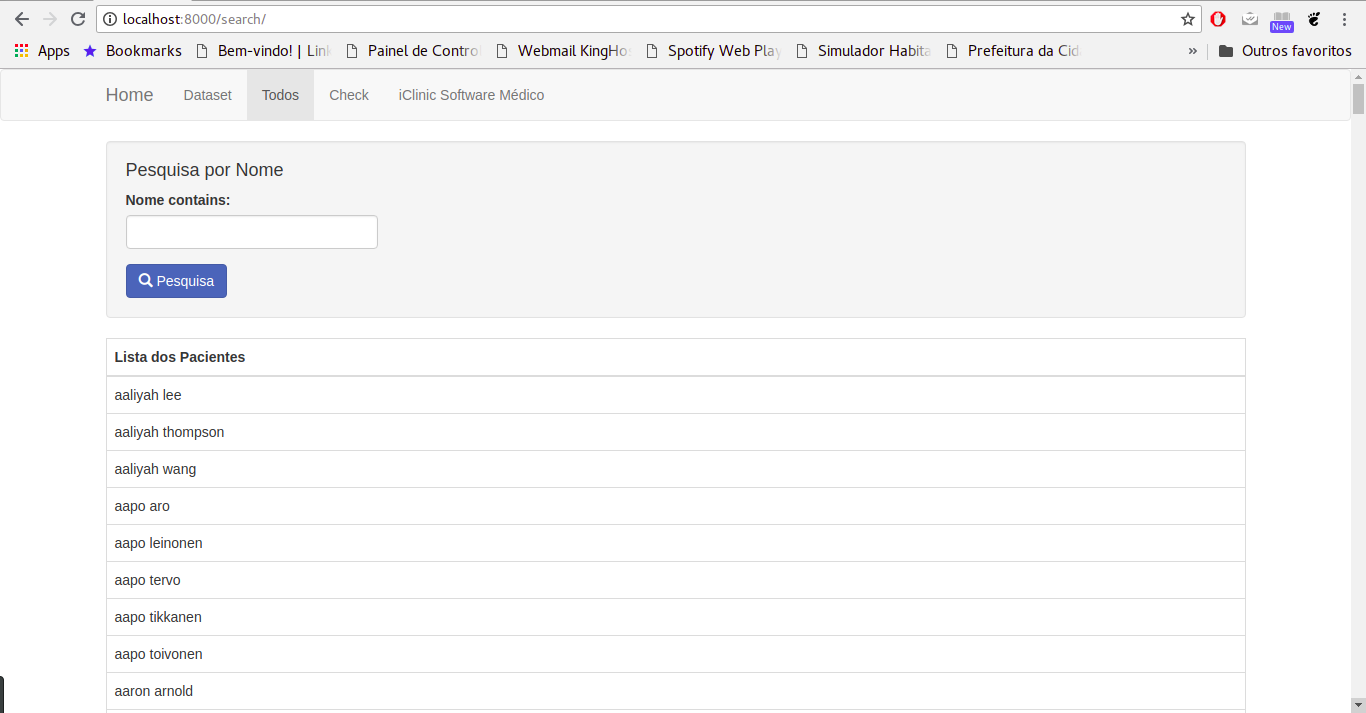 localhost:8000/search/
New
Apps Bookmarks Bem-vindo! | Link Painel de Contro Webmail KingHo Spotify Web Play Simulador Habita Prefeitura da Cid » Outros favoritos
Home Dataset Todos Check iClinic Software Médico
Pesquisa por Nome
Nome contains:
Pesquisa
Lista dos Pacientes
aaliyah lee
aaliyah thompson
aaliyah wang
aapo aro
aapo leinonen
aapo tervo
aapo tikkanen
aapo toivonen
aaron arnold